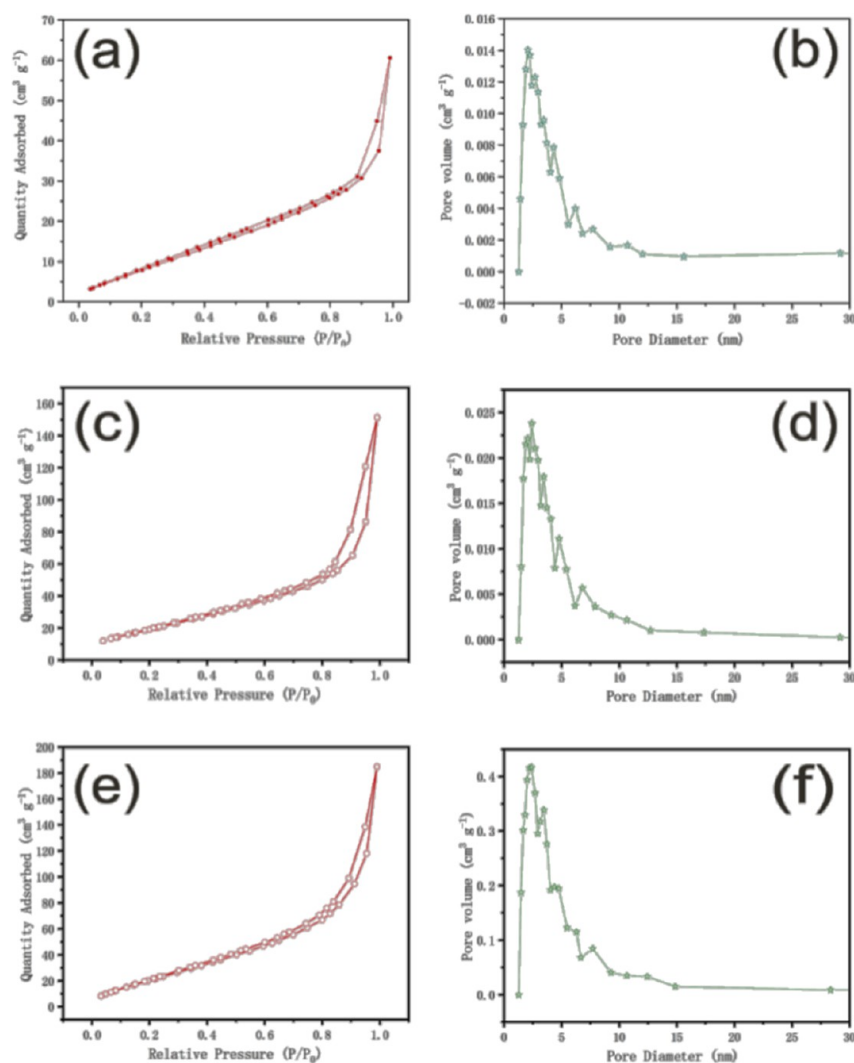 (a)
70
60
50
40
30
20
10
0
Quantity Adsorbed (cm³ g⁻¹)
0.0 0.2 0.4 0.6 0.8 1.0
Relative Pressure (P/P₀)
(b)
0.016
0.014
0.012
0.010
0.008
0.006
0.004
0.002
0.000
-0.002
Pore volume (cm³ g⁻¹)
0 5 10 15 20 25 30
Pore Diameter (nm)
(c)
160
140
120
100
80
60
40
20
0
Quantity Adsorbed (cm³ g⁻¹)
0.0 0.2 0.4 0.6 0.8 1.0
Relative Pressure (P/P₀)
(d)
0.025
0.020
0.015
0.010
0.005
0.000
Pore volume (cm³ g⁻¹)
0 5 10 15 20 25 30
Pore Diameter (nm)
(e)
200
180
160
140
120
100
80
60
40
20
0
Quantity Adsorbed (cm³ g⁻¹)
0.0 0.2 0.4 0.6 0.8 1.0
Relative Pressure (P/P₀)
(f)
0.4
0.3
0.2
0.1
0.0
Pore volume (cm³ g⁻¹)
0 5 10 15 20 25 30
Pore Diameter (nm)